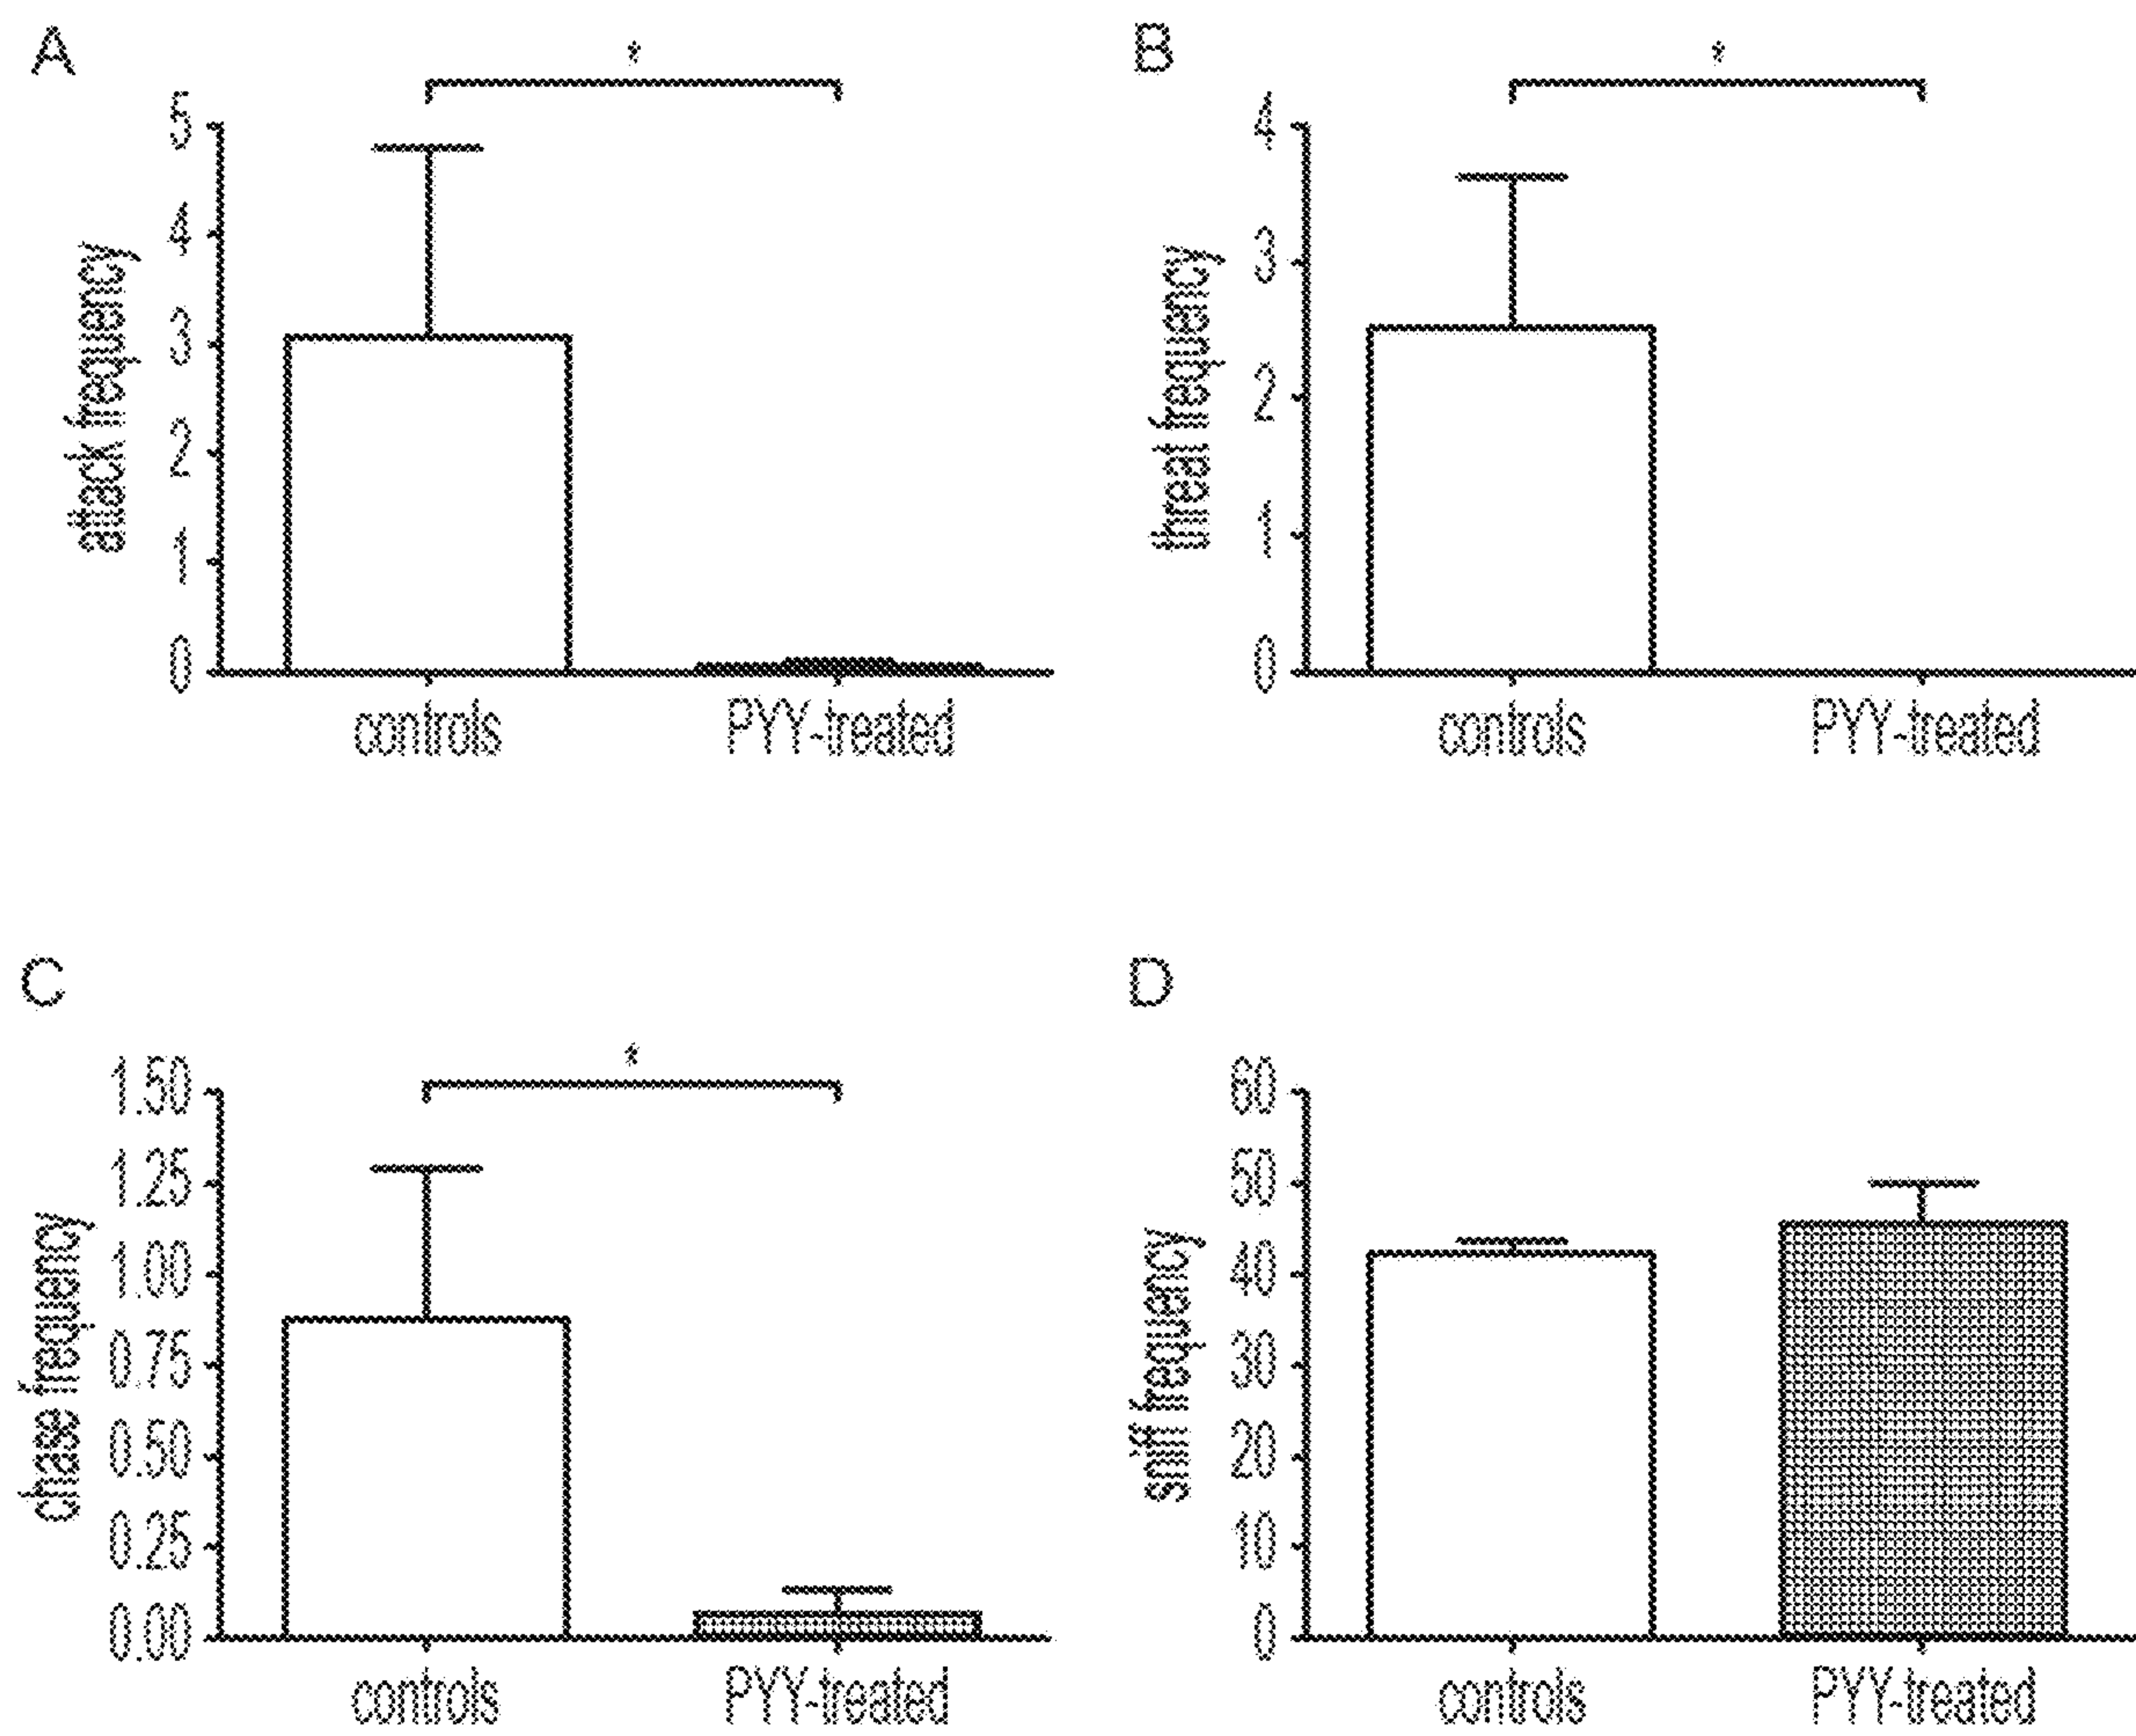 A
*
5
4
3
2
1
0
attack frequency
controls
PYY-treated
B
*
4
3
2
1
0
threat frequency
controls
PYY-treated
C
*
1.50
1.25
1.00
0.75
0.50
0.25
0.00
chase frequency
controls
PYY-treated
D
60
50
40
30
20
10
0
sniff frequency
controls
PYY-treated